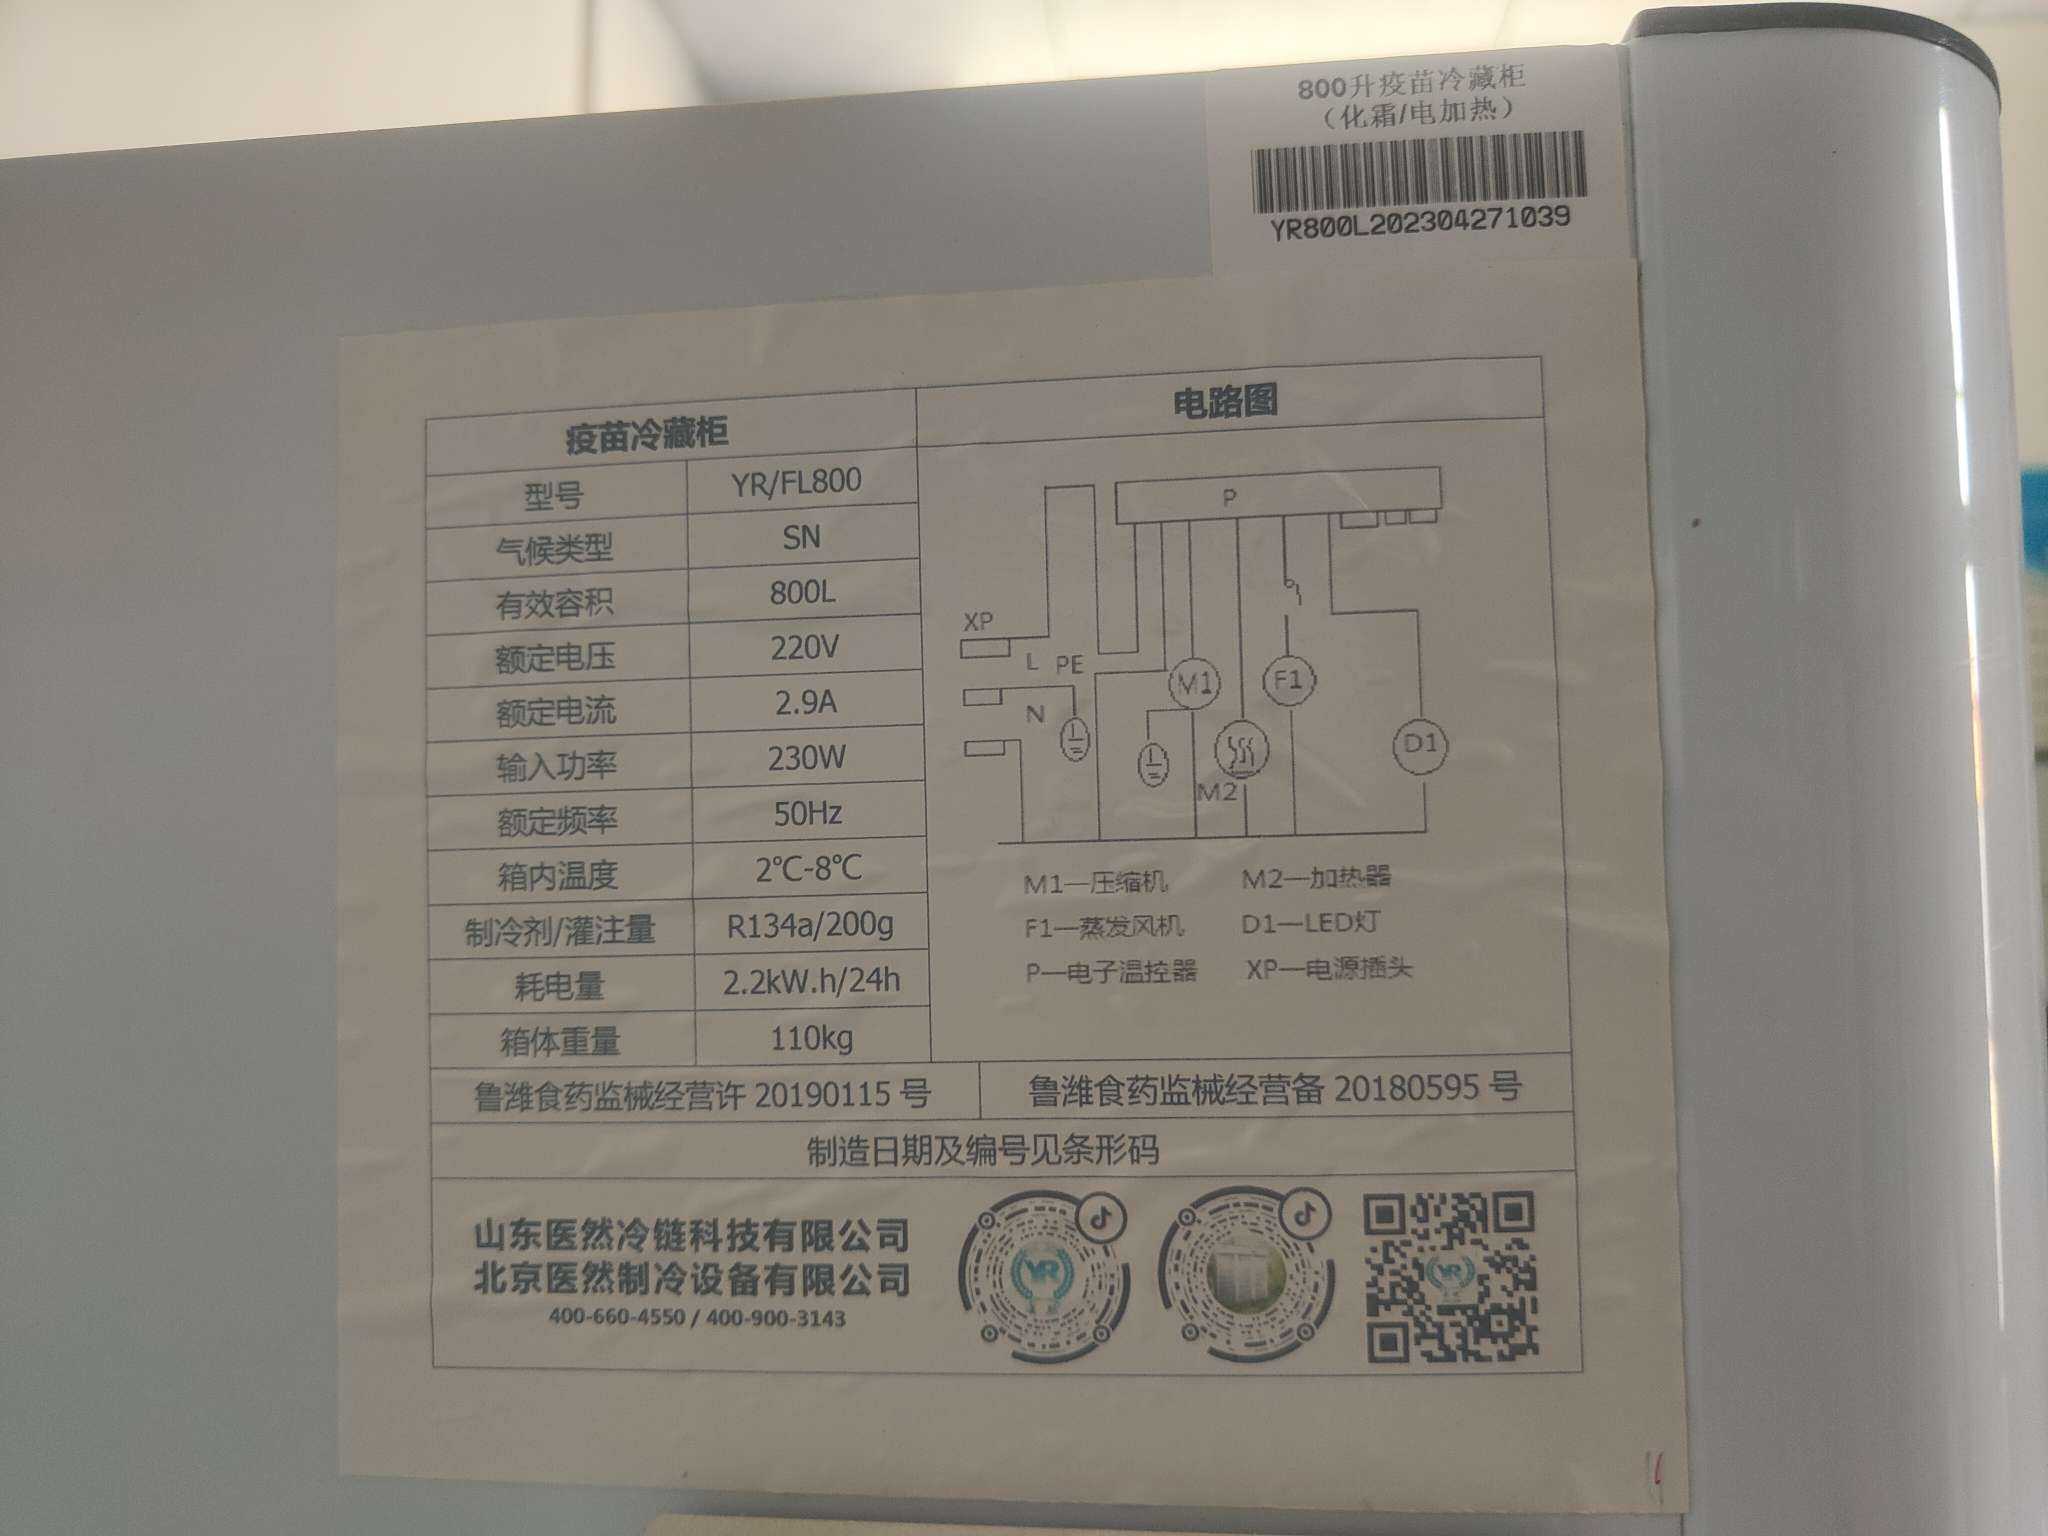 800升疫苗冷藏柜
（化霜/电加热）
YR800L202304271039
疫苗冷藏柜
型号 YR/FL800
气候类型 SN
有效容积 800L
额定电压 220V
额定电流 2.9A
输入功率 230W
额定频率 50Hz
箱内温度 2℃-8℃
制冷剂/灌注量 R134a/200g
耗电量 2.2kW.h/24h
箱体重量 110kg
电路图
P
XP
L PE
N
M1
F1
D1
M2
M1—压缩机 M2—加热器
F1—蒸发风机 D1—LED灯
P—电子温控器 XP—电源插头
鲁潍食药监械经营许 20190115 号 鲁潍食药监械经营备 20180595 号
制造日期及编号见条形码
山东医然冷链科技有限公司
北京医然制冷设备有限公司
400-660-4550 / 400-900-3143
YR
YR